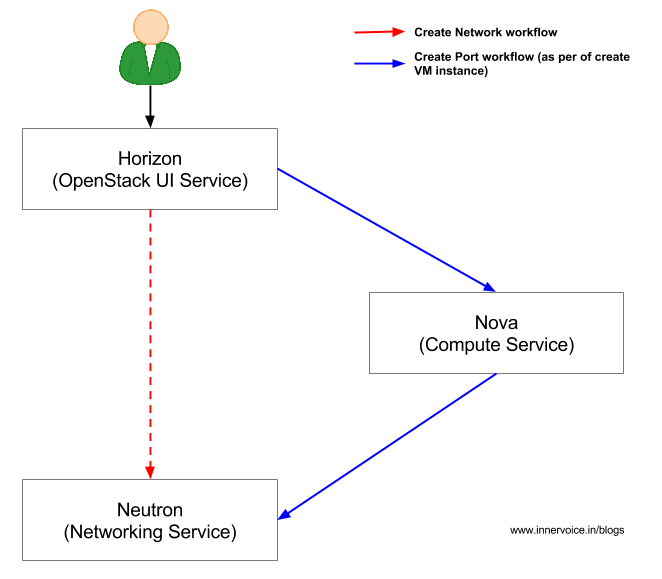 Create Network workflow
Create Port workflow (as per of create
VM instance)
Horizon
(OpenStack UI Service)
Nova
(Compute Service)
Neutron
(Networking Service)
www.innervoice.in/blogs